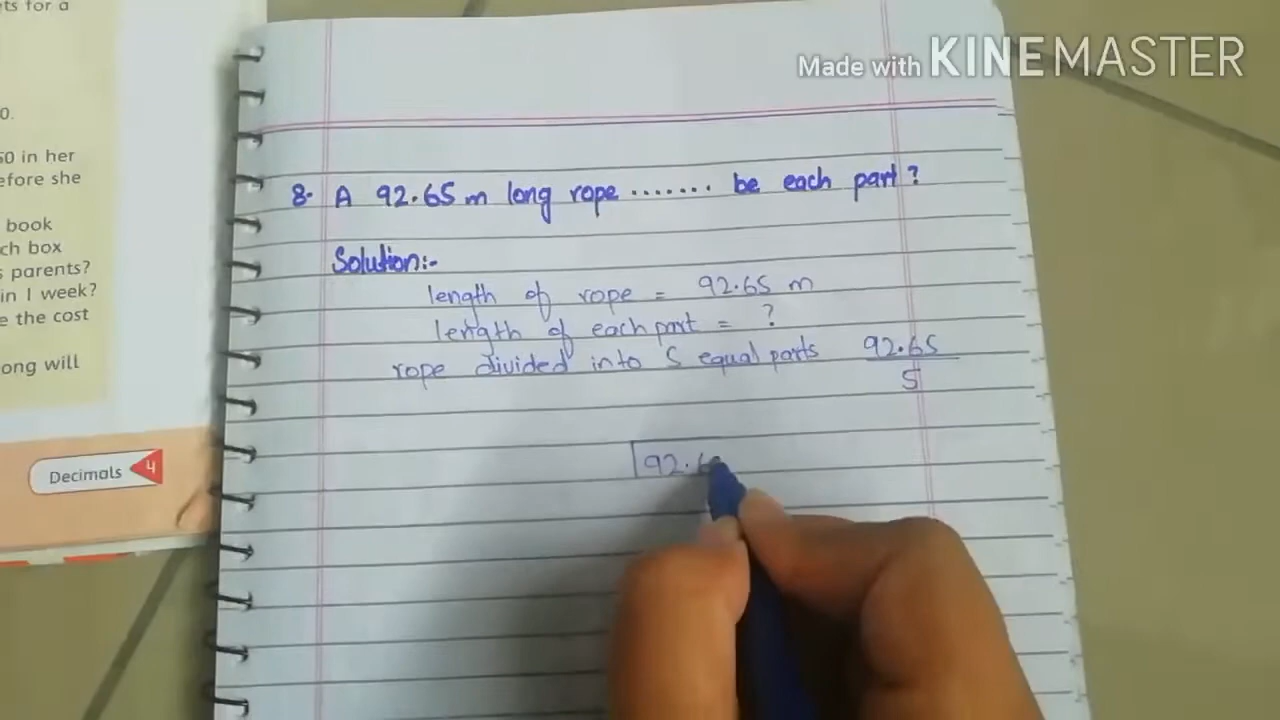 ts for a
0.
50 in her
efore she
book
ch box
s parents?
in 1 week?
e the cost
ong will
Decimals 4
Made with KINEMASTER
8. A 92.65 m long rope ....... be each part?
Solution:-
length of rope = 92.65 m
length of each part = ?
rope divided into 5 equal parts 92.65
5
92.6